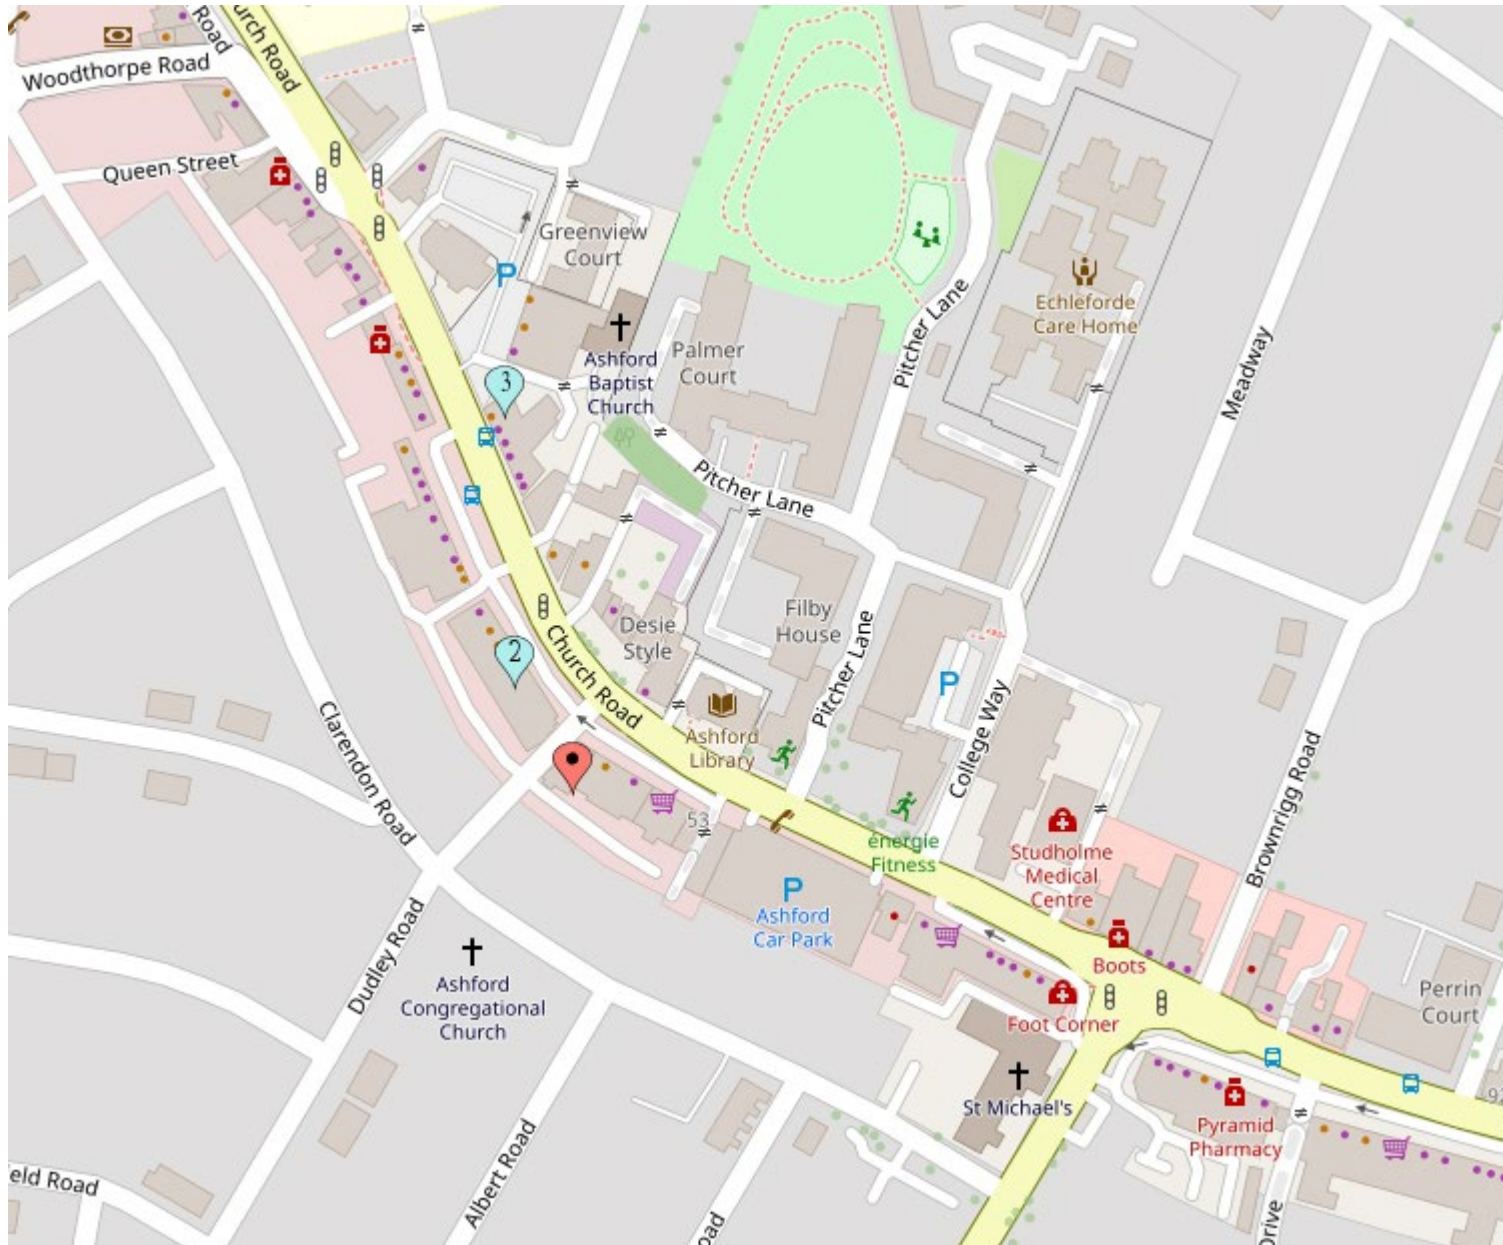 Road
urch Road
Woodthorpe Road
Queen Street
Greenview
Court
P
Ashford
Baptist
Church
Palmer
Court
Pitcher Lane
Echleforde
Care Home
Meadway
3
Pitcher Lane
Filby
House
Desie
Style
2
Church Road
Pitcher Lane
P
College Way
Ashford
Library
Clarendon Road
53
énergie
Fitness
Studholme
Medical
Centre
Brownrigg Road
P
Ashford
Car Park
Boots
Foot Corner
Perrin
Court
Dudley Road
Ashford
Congregational
Church
St Michael's
Pyramid
Pharmacy
92
eld Road
Albert Road
oad
Drive